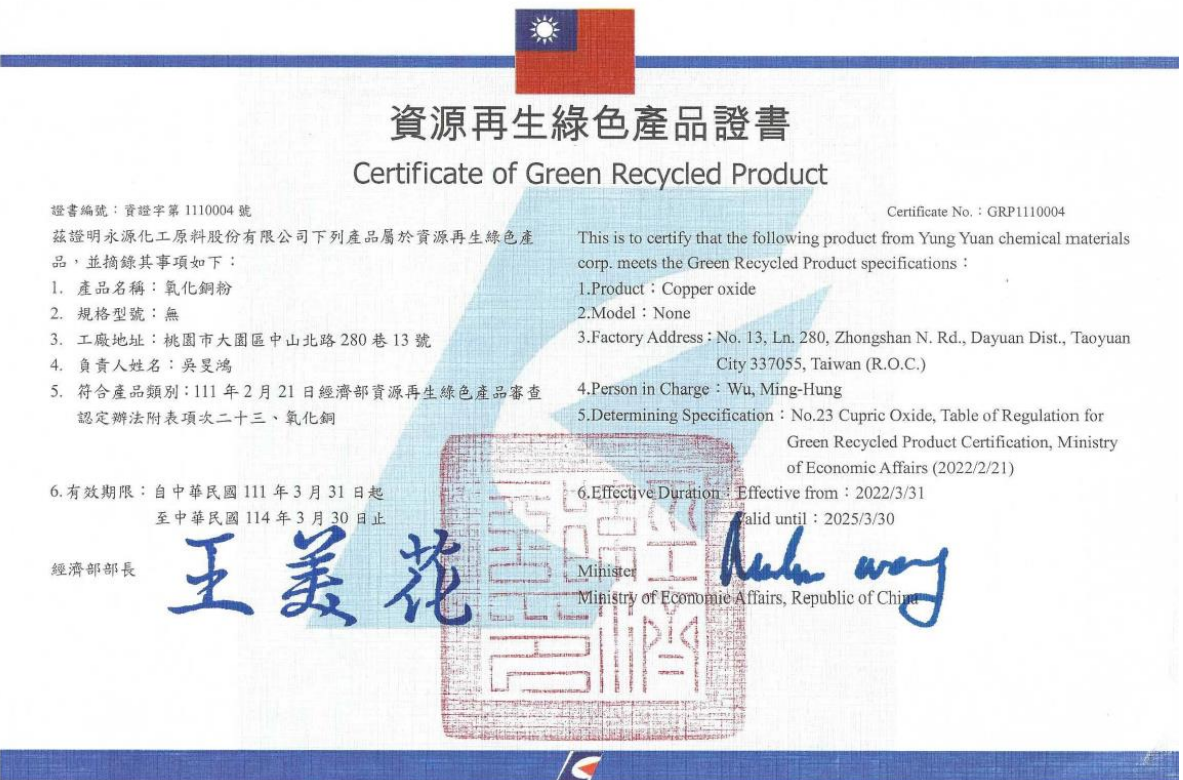 資源再生綠色產品證書
Certificate of Green Recycled Product
證書編號：資證字第 1110004 號
茲證明永源化工原料股份有限公司下列產品屬於資源再生綠色產
品，並摘錄其事項如下：
1. 產品名稱：氧化銅粉
2. 規格型號：無
3. 工廠地址：桃園市大園區中山北路 280 巷 13 號
4. 負責人姓名：吳旻鴻
5. 符合產品類別：111 年 2 月 21 日經濟部資源再生綠色產品審查
認定辦法附表項次二十三、氧化銅
6.有效期限：自中華民國 111 年 3 月 31 日起
至中華民國 114 年 3 月 30 日止
經濟部部長
王美花
Certificate No.：GRP1110004
This is to certify that the following product from Yung Yuan chemical materials
corp. meets the Green Recycled Product specifications：
1.Product：Copper oxide
2.Model：None
3.Factory Address：No. 13, Ln. 280, Zhongshan N. Rd., Dayuan Dist., Taoyuan
City 337055, Taiwan (R.O.C.)
4.Person in Charge：Wu, Ming-Hung
5.Determining Specification：No.23 Cupric Oxide, Table of Regulation for
Green Recycled Product Certification, Ministry
of Economic Affairs (2022/2/21)
6.Effective Duration：Effective from：2022/3/31
Valid until：2025/3/30
Minister
Ministry of Economic Affairs, Republic of China